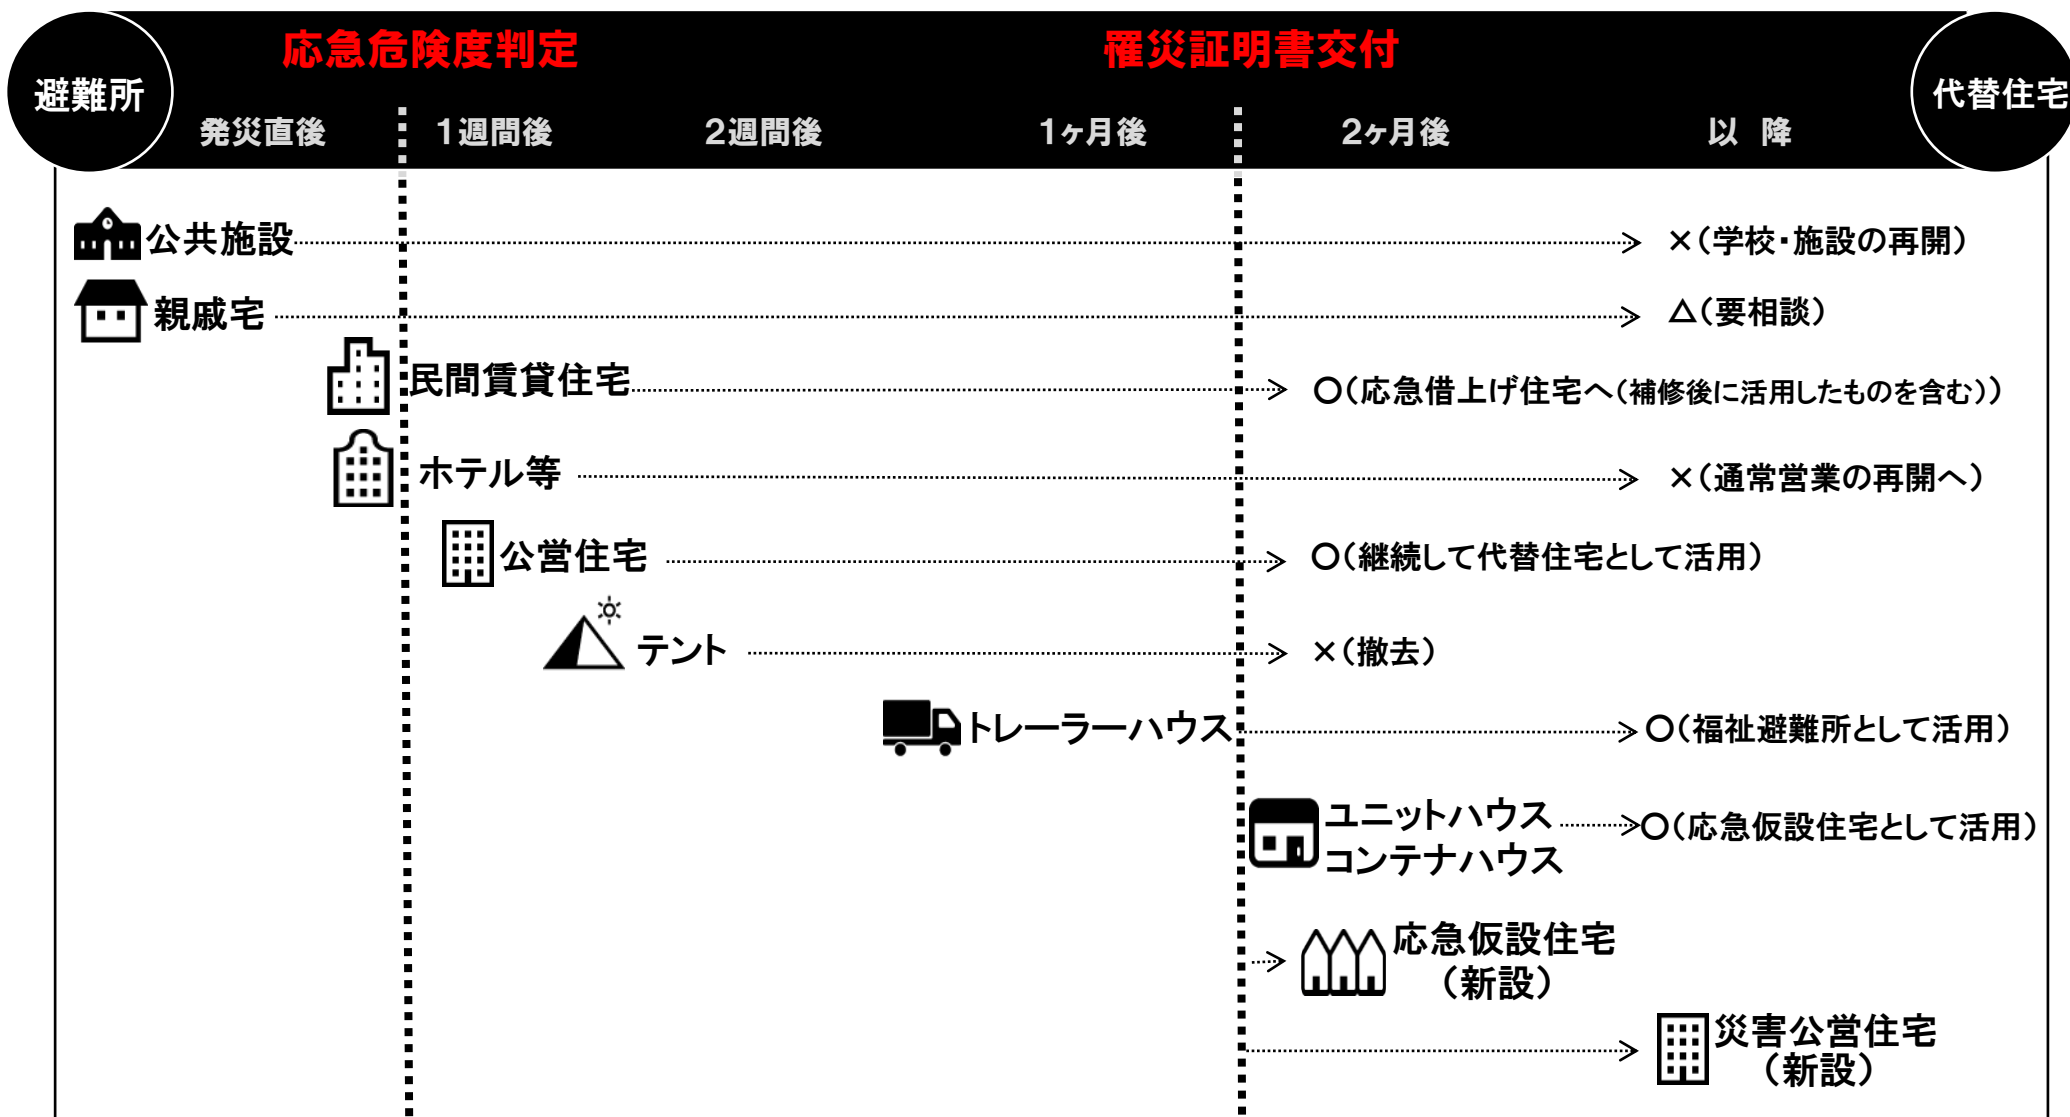 応急危険度判定
罹災証明書交付
避難所
代替住宅
発災直後
1週間後
2週間後
1ヶ月後
2ヶ月後
以 降
公共施設
×(学校・施設の再開)
親戚宅
△(要相談)
民間賃貸住宅
○(応急借上げ住宅へ(補修後に活用したものを含む))
ホテル等
×(通常営業の再開へ)
公営住宅
○(継続して代替住宅として活用)
テント
×(撤去)
トレーラーハウス
○(福祉避難所として活用)
ユニットハウス
コンテナハウス
○(応急仮設住宅として活用)
応急仮設住宅
(新設)
災害公営住宅
(新設)